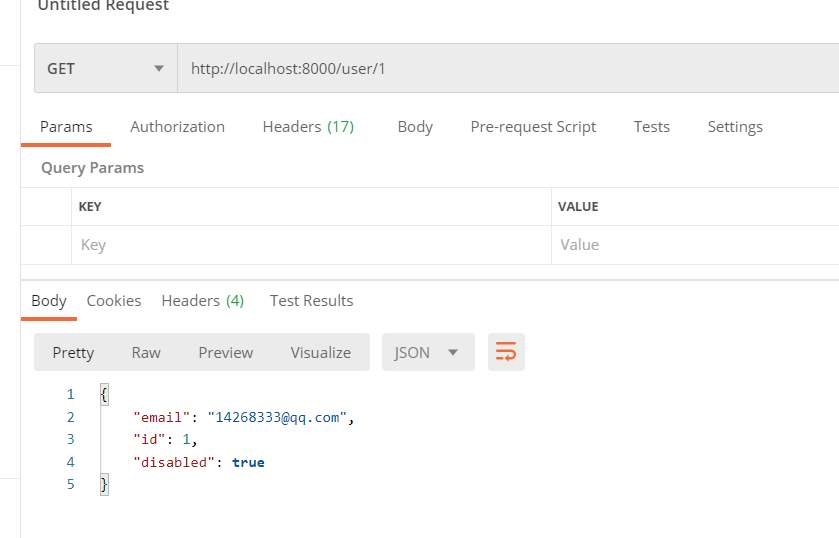 Untitled Request
GET http://localhost:8000/user/1
Params Authorization Headers (17) Body Pre-request Script Tests Settings
Query Params
KEY VALUE
Key Value
Body Cookies Headers (4) Test Results
Pretty Raw Preview Visualize JSON
1 {
2 "email": "14268333@qq.com",
3 "id": 1,
4 "disabled": true
5 }